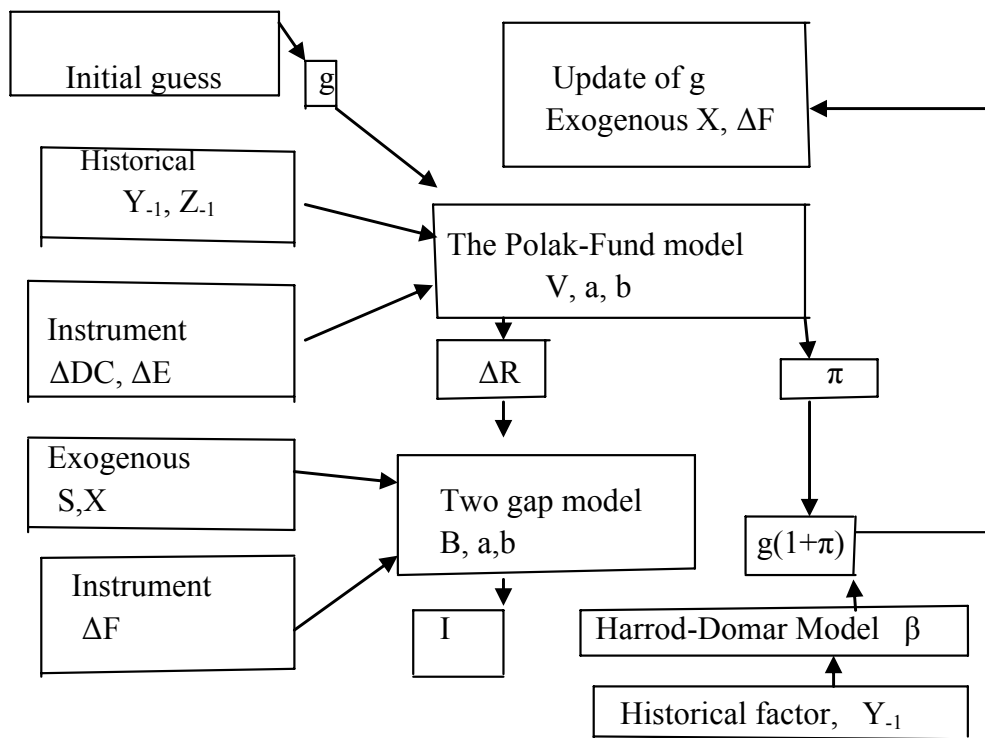 Initial guess
g
Update of g
Exogenous X, ΔF
Historical
Y-1, Z-1
The Polak-Fund model
V, a, b
Instrument
ΔDC, ΔE
ΔR
π
Exogenous
S,X
Two gap model
B, a,b
g(1+π)
Instrument
ΔF
I
Harrod-Domar Model β
Historical factor, Y-1